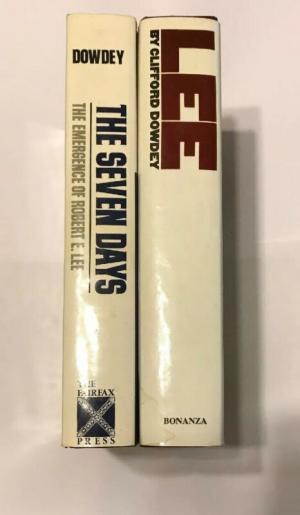 DOWDEY
THE SEVEN DAYS
THE EMERGENCE OF ROBERT E. LEE
THE
FAIRFAX
PRESS
LEE
BY CLIFFORD DOWDEY
BONANZA